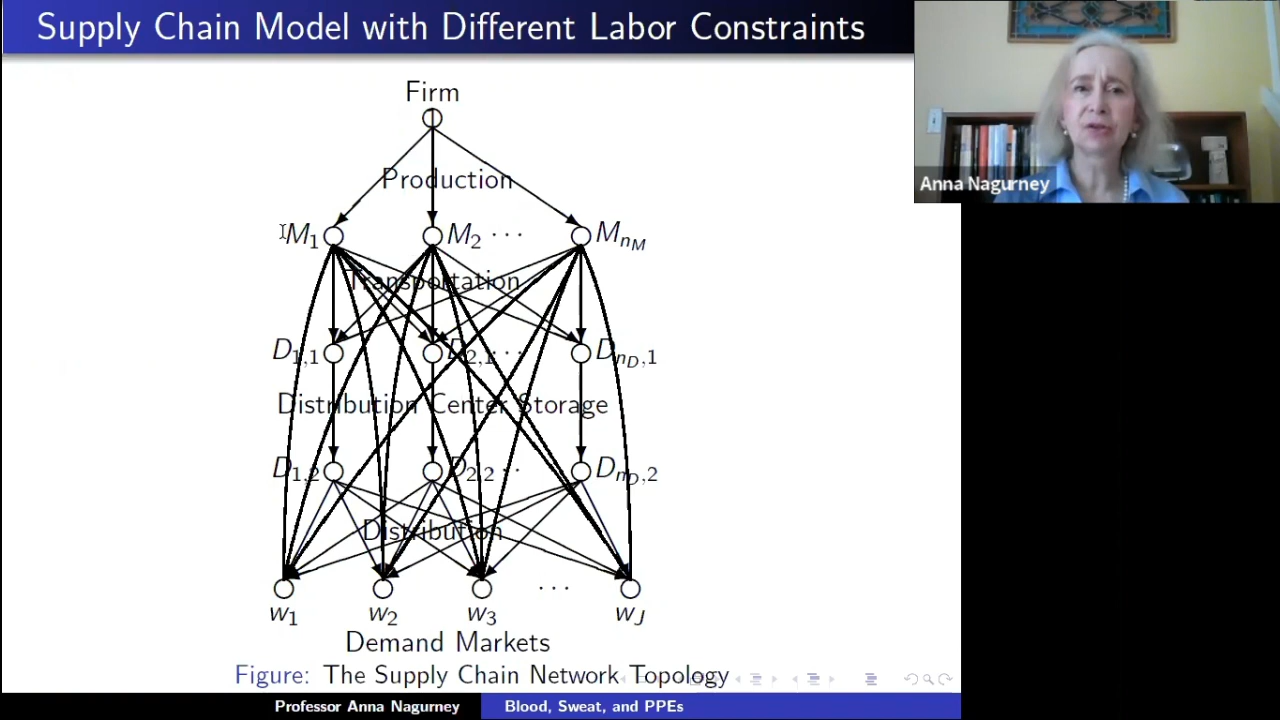 Supply Chain Model with Different Labor Constraints
Anna Nagurney
Firm
Production
M1 M2 ··· MnM
Transportation
D1,1 D2,1 ··· DnD,1
Distribution Center Storage
D1,2 D2,2 ··· DnD,2
Distribution
···
w1 w2 w3 wJ
Demand Markets
Figure: The Supply Chain Network Topology
Professor Anna Nagurney Blood, Sweat, and PPEs